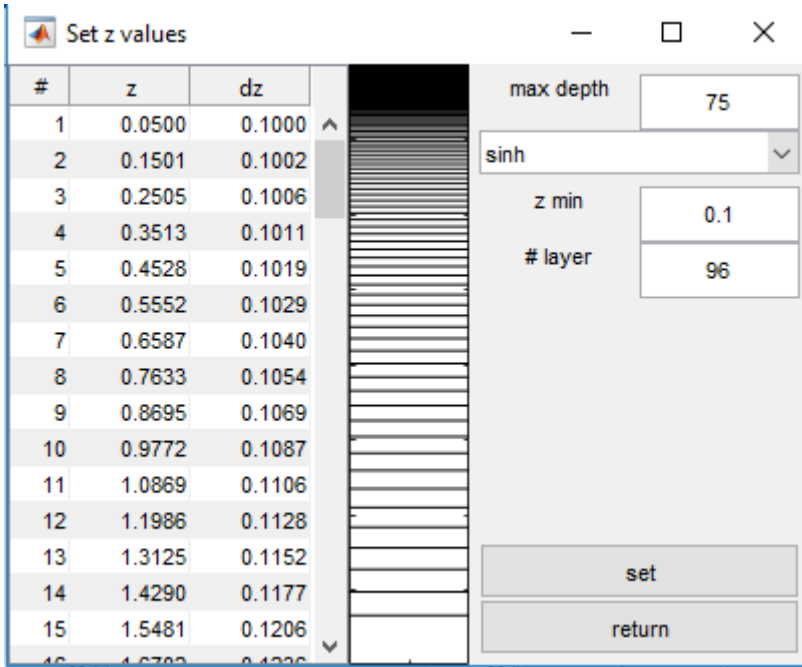 Set z values
# z dz
1 0.0500 0.1000
2 0.1501 0.1002
3 0.2505 0.1006
4 0.3513 0.1011
5 0.4528 0.1019
6 0.5552 0.1029
7 0.6587 0.1040
8 0.7633 0.1054
9 0.8695 0.1069
10 0.9772 0.1087
11 1.0869 0.1106
12 1.1986 0.1128
13 1.3125 0.1152
14 1.4290 0.1177
15 1.5481 0.1206
max depth 75
sinh
z min 0.1
# layer 96
set
return